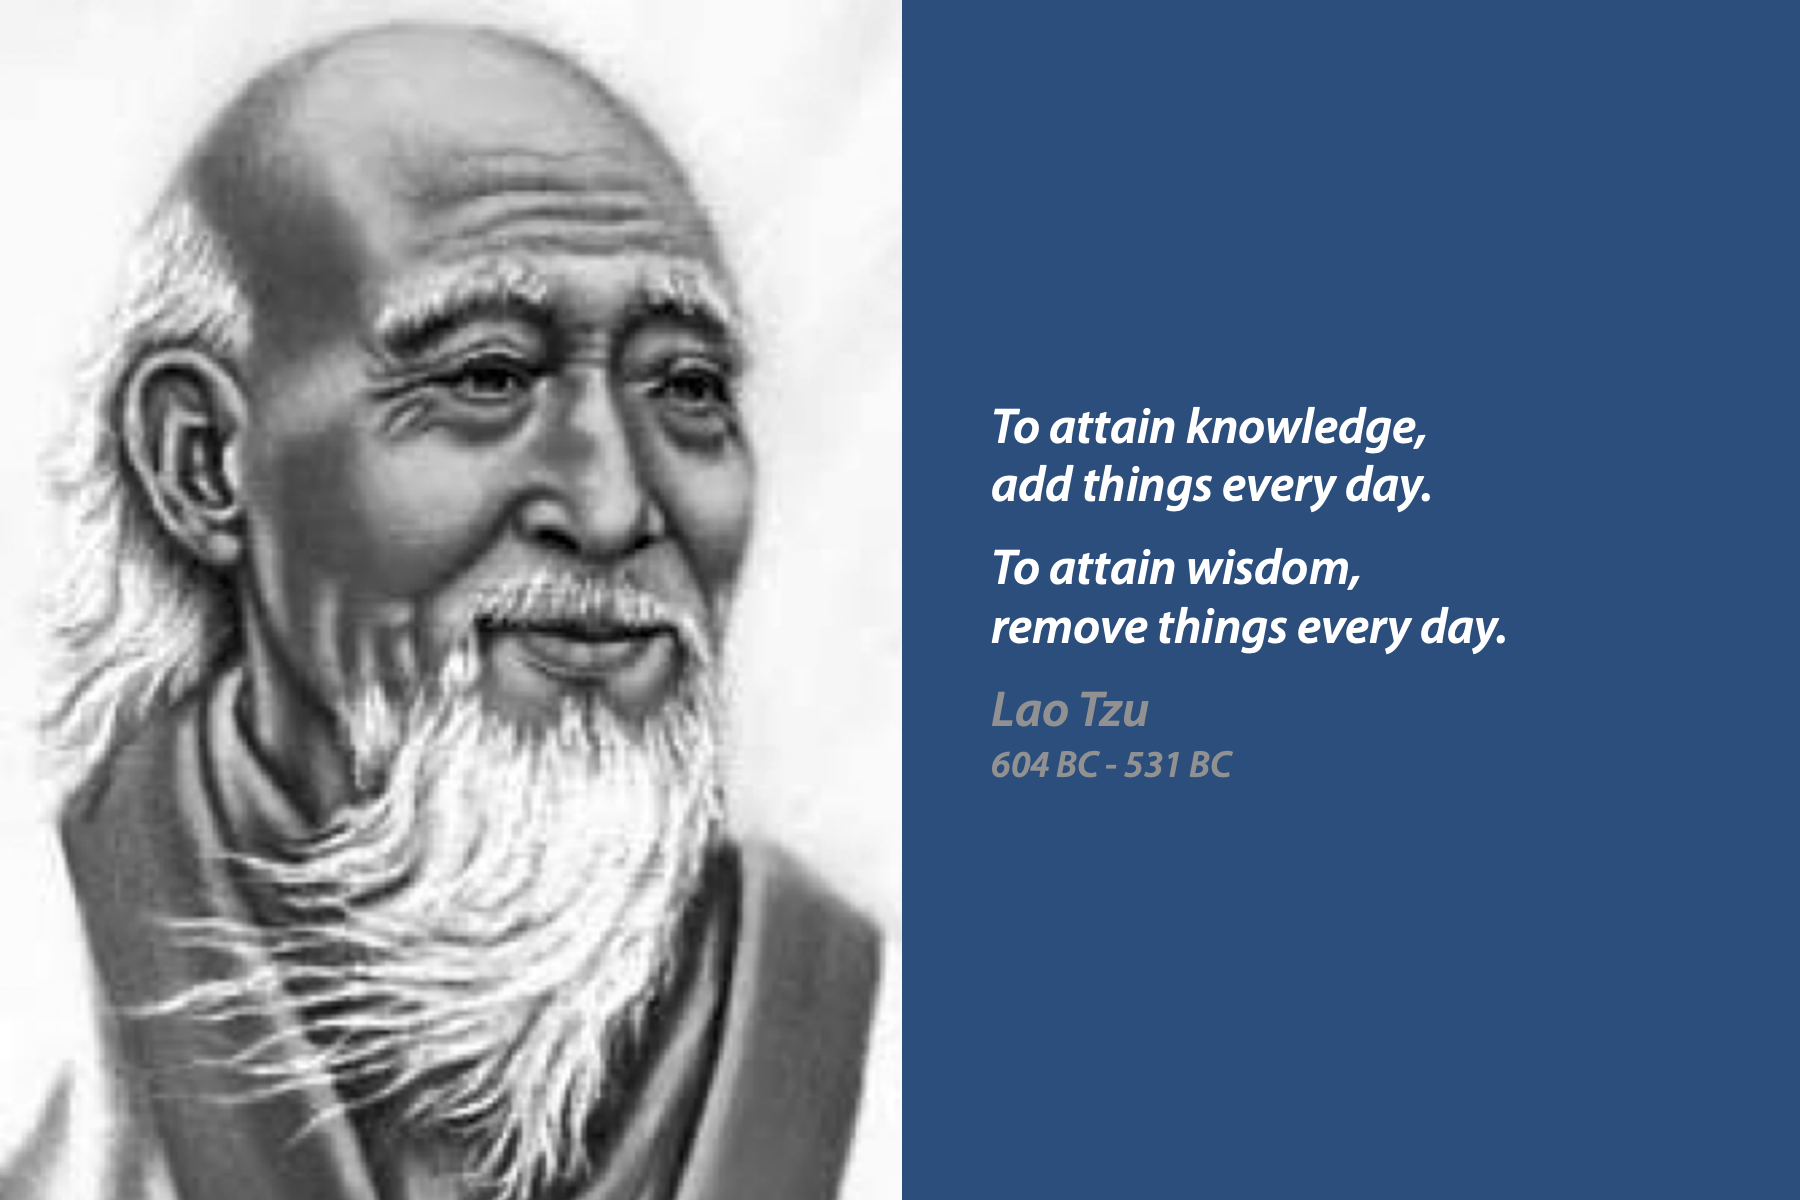 To attain knowledge,
add things every day.
To attain wisdom,
remove things every day.
Lao Tzu
604 BC - 531 BC